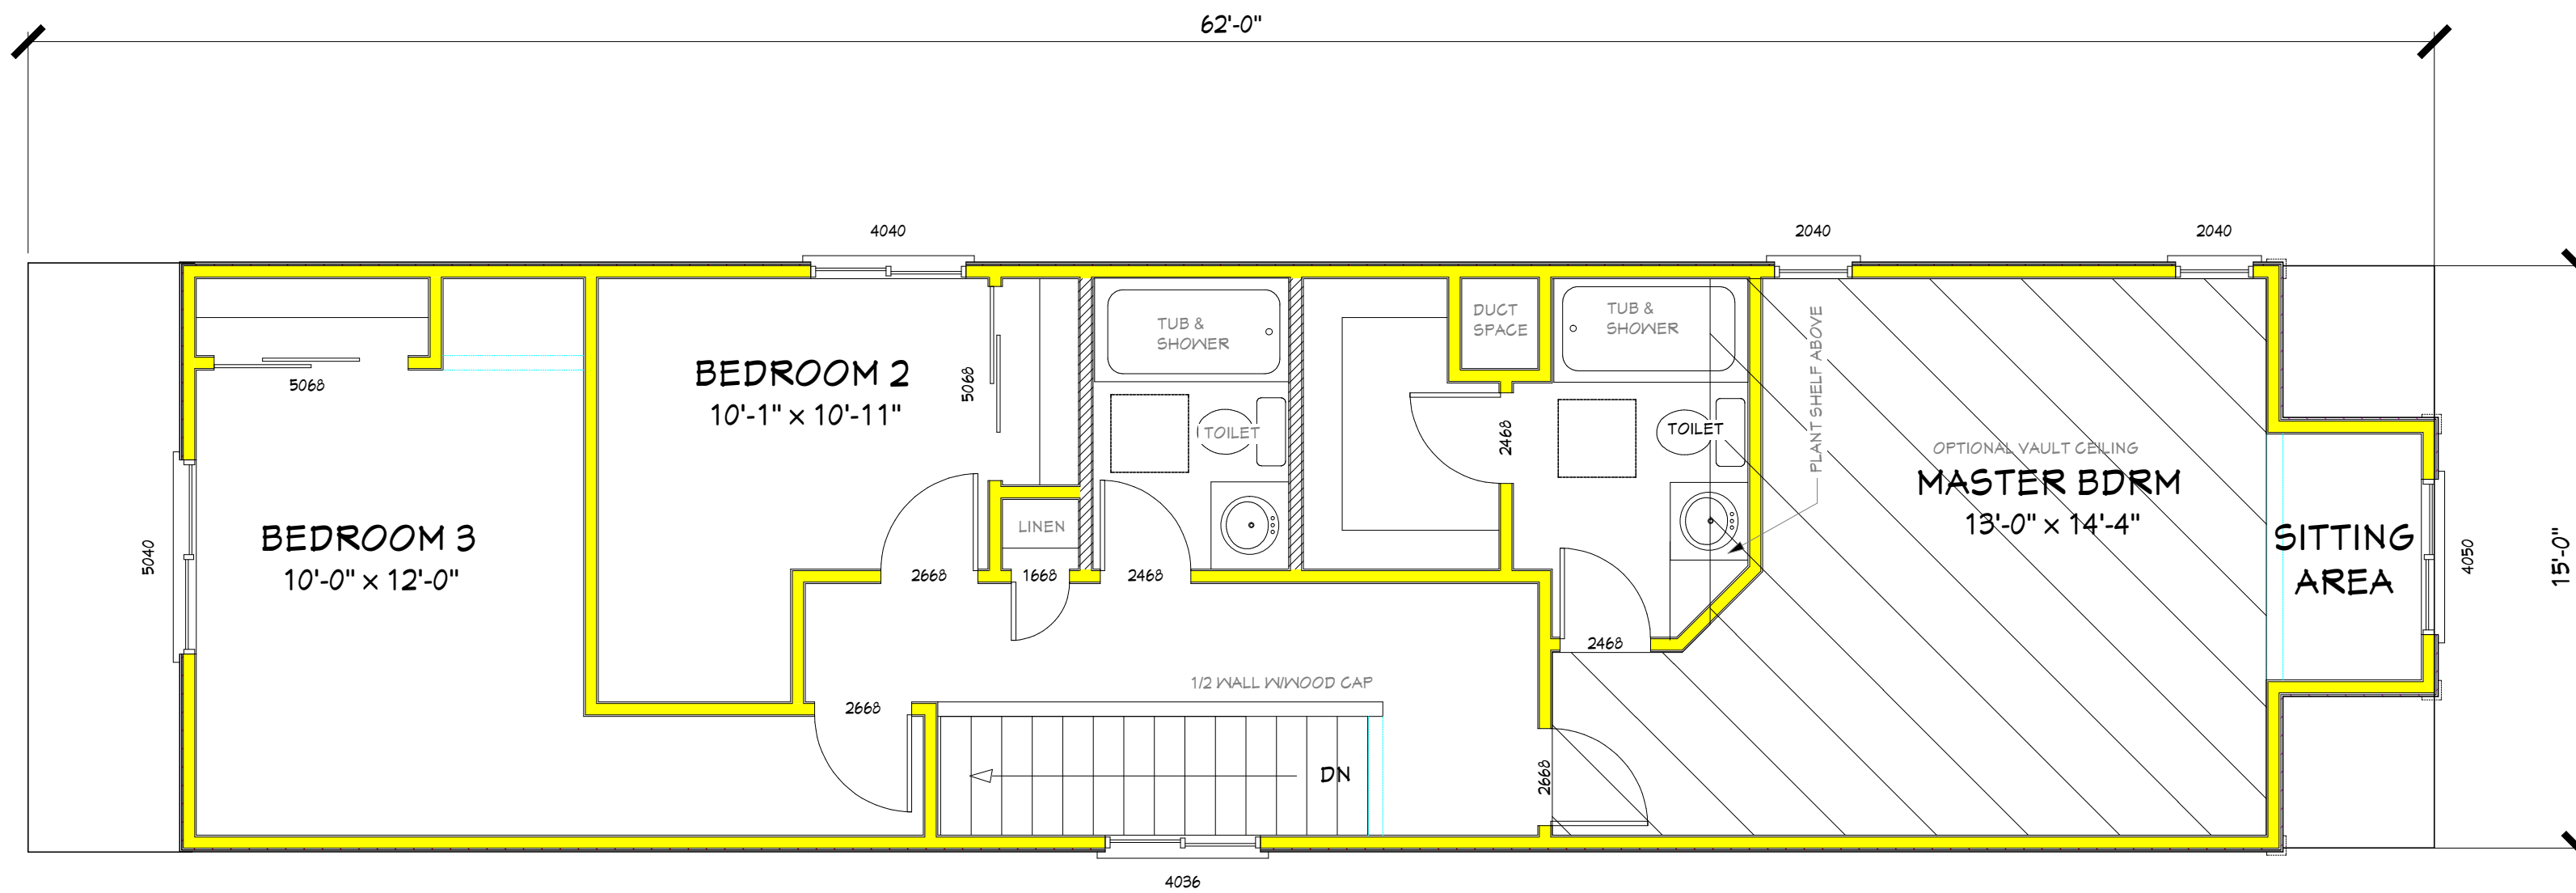 62'-0"
4040
2040
2040
5068
BEDROOM 2
10'-1" x 10'-11"
5068
TUB &
SHOWER
TOILET
LINEN
DUCT
SPACE
TUB &
SHOWER
2468
TOILET
PLANT SHELF ABOVE
OPTIONAL VAULT CEILING
MASTER BDRM
13'-0" x 14'-4"
SITTING
AREA
4050
15'-0"
5040
BEDROOM 3
10'-0" x 12'-0"
2668
1668
2468
2468
2668
1/2 WALL W/WOOD CAP
DN
2668
4036